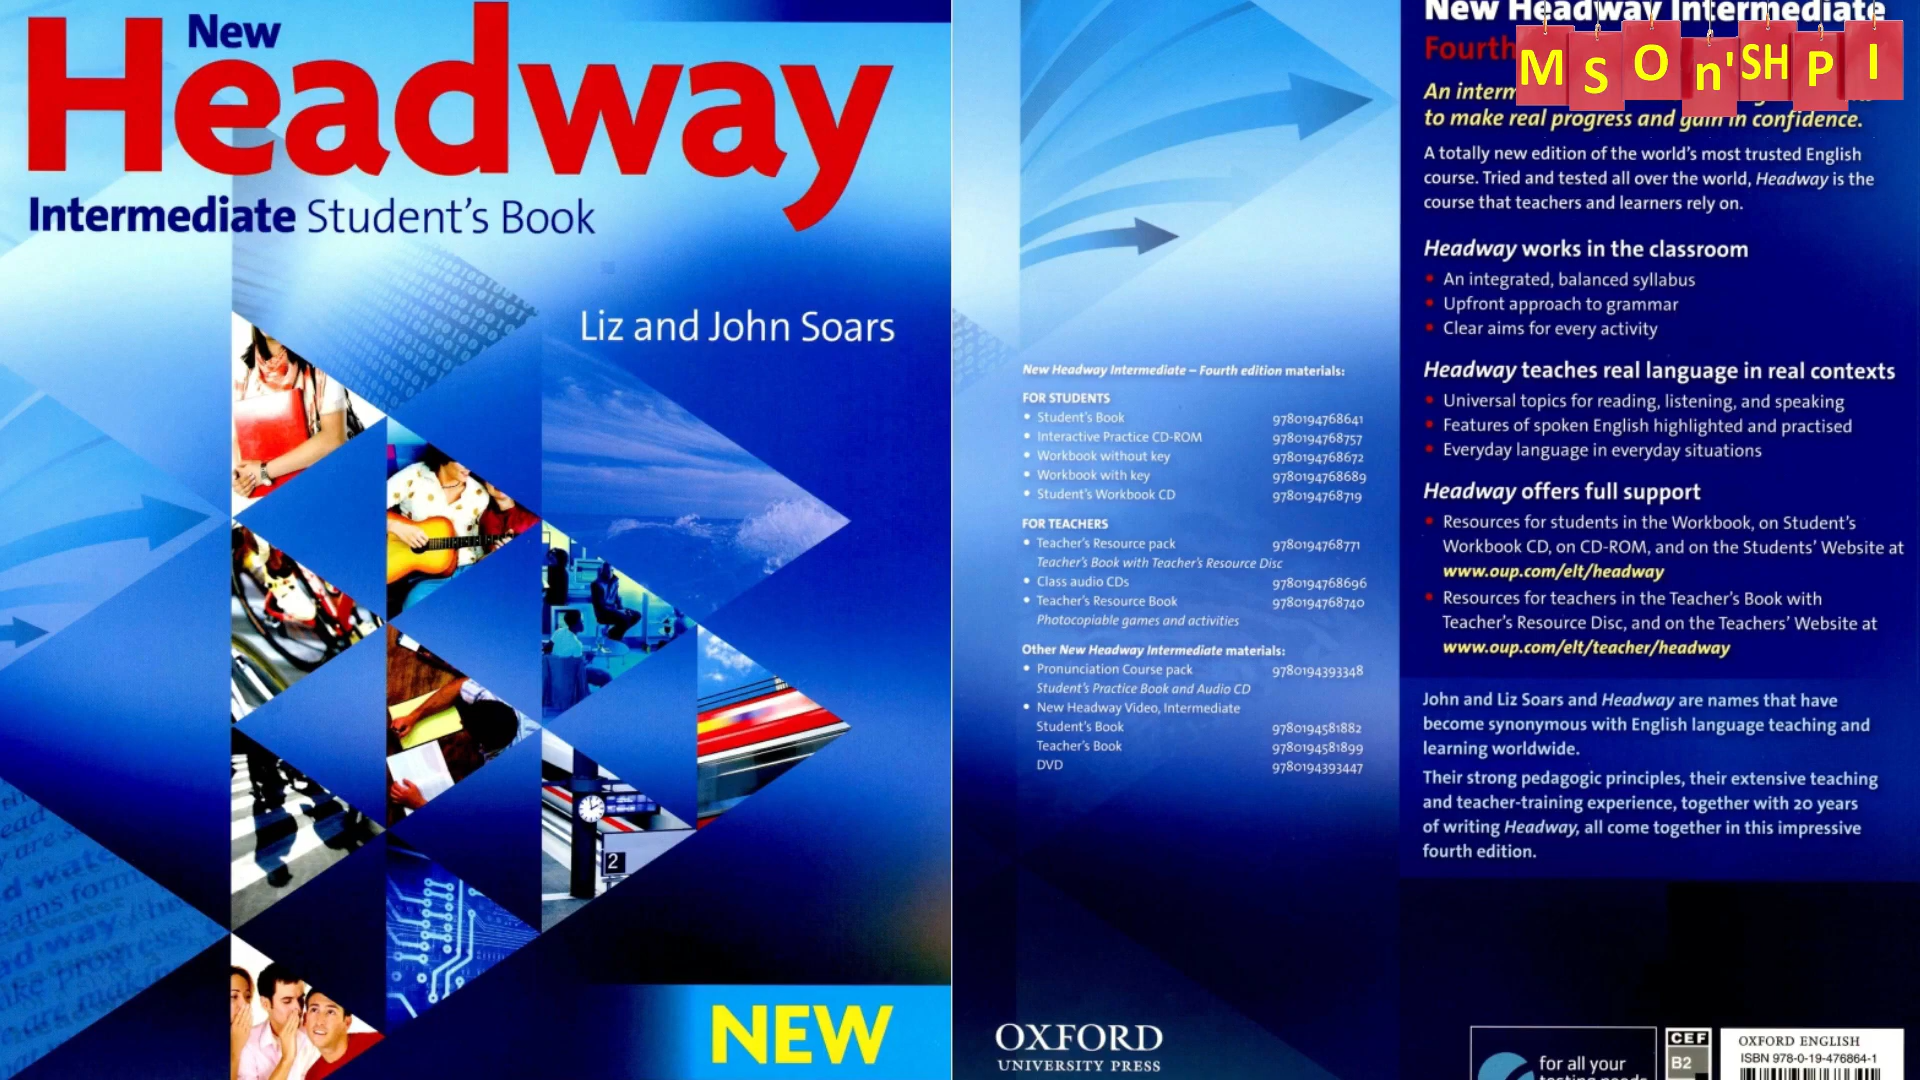 New
Headway
Intermediate Student's Book
Liz and John Soars
2
NEW
New Headway Intermediate – Fourth edition materials:
FOR STUDENTS
• Student's Book 9780194768641
• Interactive Practice CD-ROM 9780194768757
• Workbook without key 9780194768672
• Workbook with key 9780194768689
• Student's Workbook CD 9780194768719
FOR TEACHERS
• Teacher's Resource pack 9780194768771
Teacher's Book with Teacher's Resource Disc
• Class audio CDs 9780194768696
• Teacher's Resource Book 9780194768740
Photocopiable games and activities
Other New Headway Intermediate materials:
• Pronunciation Course pack 9780194393348
Student's Practice Book and Audio CD
• New Headway Video, Intermediate
Student's Book 9780194581882
Teacher's Book 9780194581899
DVD 9780194393447
OXFORD
UNIVERSITY PRESS
New Headway Intermediate
Fourth
M S O n' SH P I
An interm
to make real progress and gain in confidence.
A totally new edition of the world's most trusted English
course. Tried and tested all over the world, Headway is the
course that teachers and learners rely on.
Headway works in the classroom
• An integrated, balanced syllabus
• Upfront approach to grammar
• Clear aims for every activity
Headway teaches real language in real contexts
• Universal topics for reading, listening, and speaking
• Features of spoken English highlighted and practised
• Everyday language in everyday situations
Headway offers full support
• Resources for students in the Workbook, on Student's
Workbook CD, on CD-ROM, and on the Students' Website at
www.oup.com/elt/headway
• Resources for teachers in the Teacher's Book with
Teacher's Resource Disc, and on the Teachers' Website at
www.oup.com/elt/teacher/headway
John and Liz Soars and Headway are names that have
become synonymous with English language teaching and
learning worldwide.
Their strong pedagogic principles, their extensive teaching
and teacher-training experience, together with 20 years
of writing Headway, all come together in this impressive
fourth edition.
for all your
CEF
B2
OXFORD ENGLISH
ISBN 978-0-19-476864-1